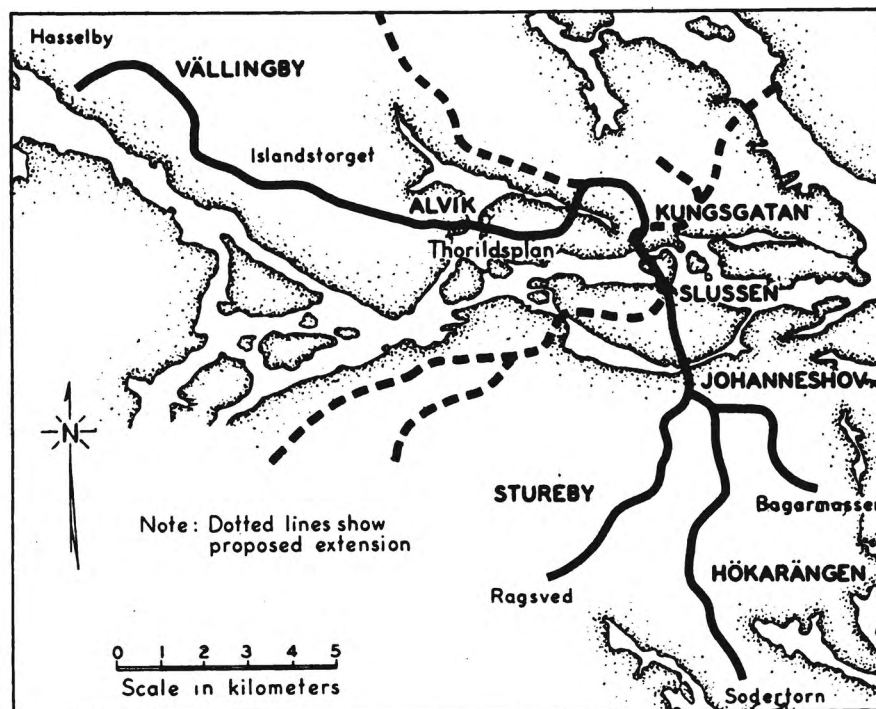 Hasselby
VÄLLINGBY
Islandstorget
ALVIK
KUNGSGATAN
Thorildsplan
SLUSSEN
JOHANNESHOV
N
STUREBY
Bagarmassen
Note: Dotted lines show
proposed extension
HÖKARÄNGEN
Ragsved
0 1 2 3 4 5
Scale in kilometers
Sodertorn